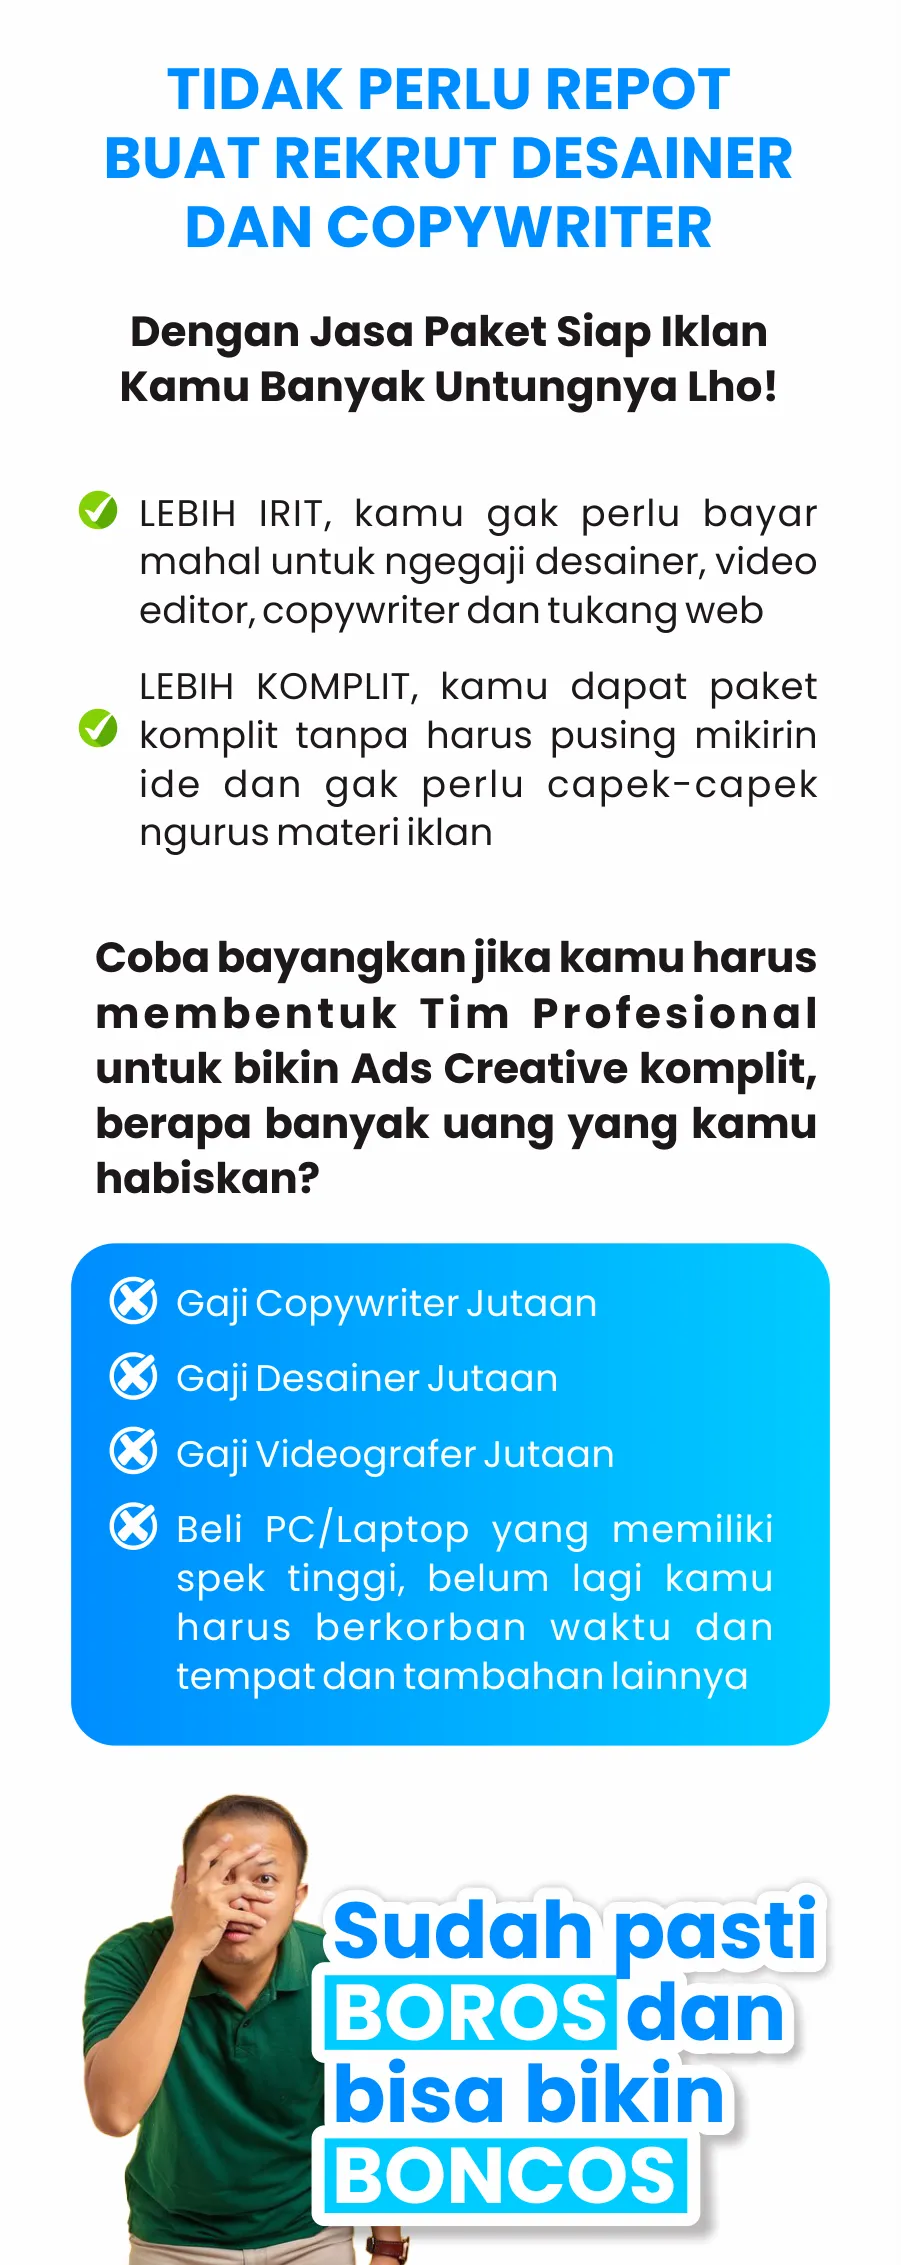 TIDAK PERLU REPOT
BUAT REKRUT DESAINER
DAN COPYWRITER
Dengan Jasa Paket Siap Iklan
Kamu Banyak Untungnya Lho!
LEBIH IRIT, kamu gak perlu bayar
mahal untuk ngegaji desainer, video
editor, copywriter dan tukang web
LEBIH KOMPLIT, kamu dapat paket
komplit tanpa harus pusing mikirin
ide dan gak perlu capek-capek
ngurus materi iklan
Coba bayangkan jika kamu harus
membentuk Tim Profesional
untuk bikin Ads Creative komplit,
berapa banyak uang yang kamu
habiskan?
Gaji Copywriter Jutaan
Gaji Desainer Jutaan
Gaji Videografer Jutaan
Beli PC/Laptop yang memiliki
spek tinggi, belum lagi kamu
harus berkorban waktu dan
tempat dan tambahan lainnya
Sudah pasti
BOROS dan
bisa bikin
BONCOS